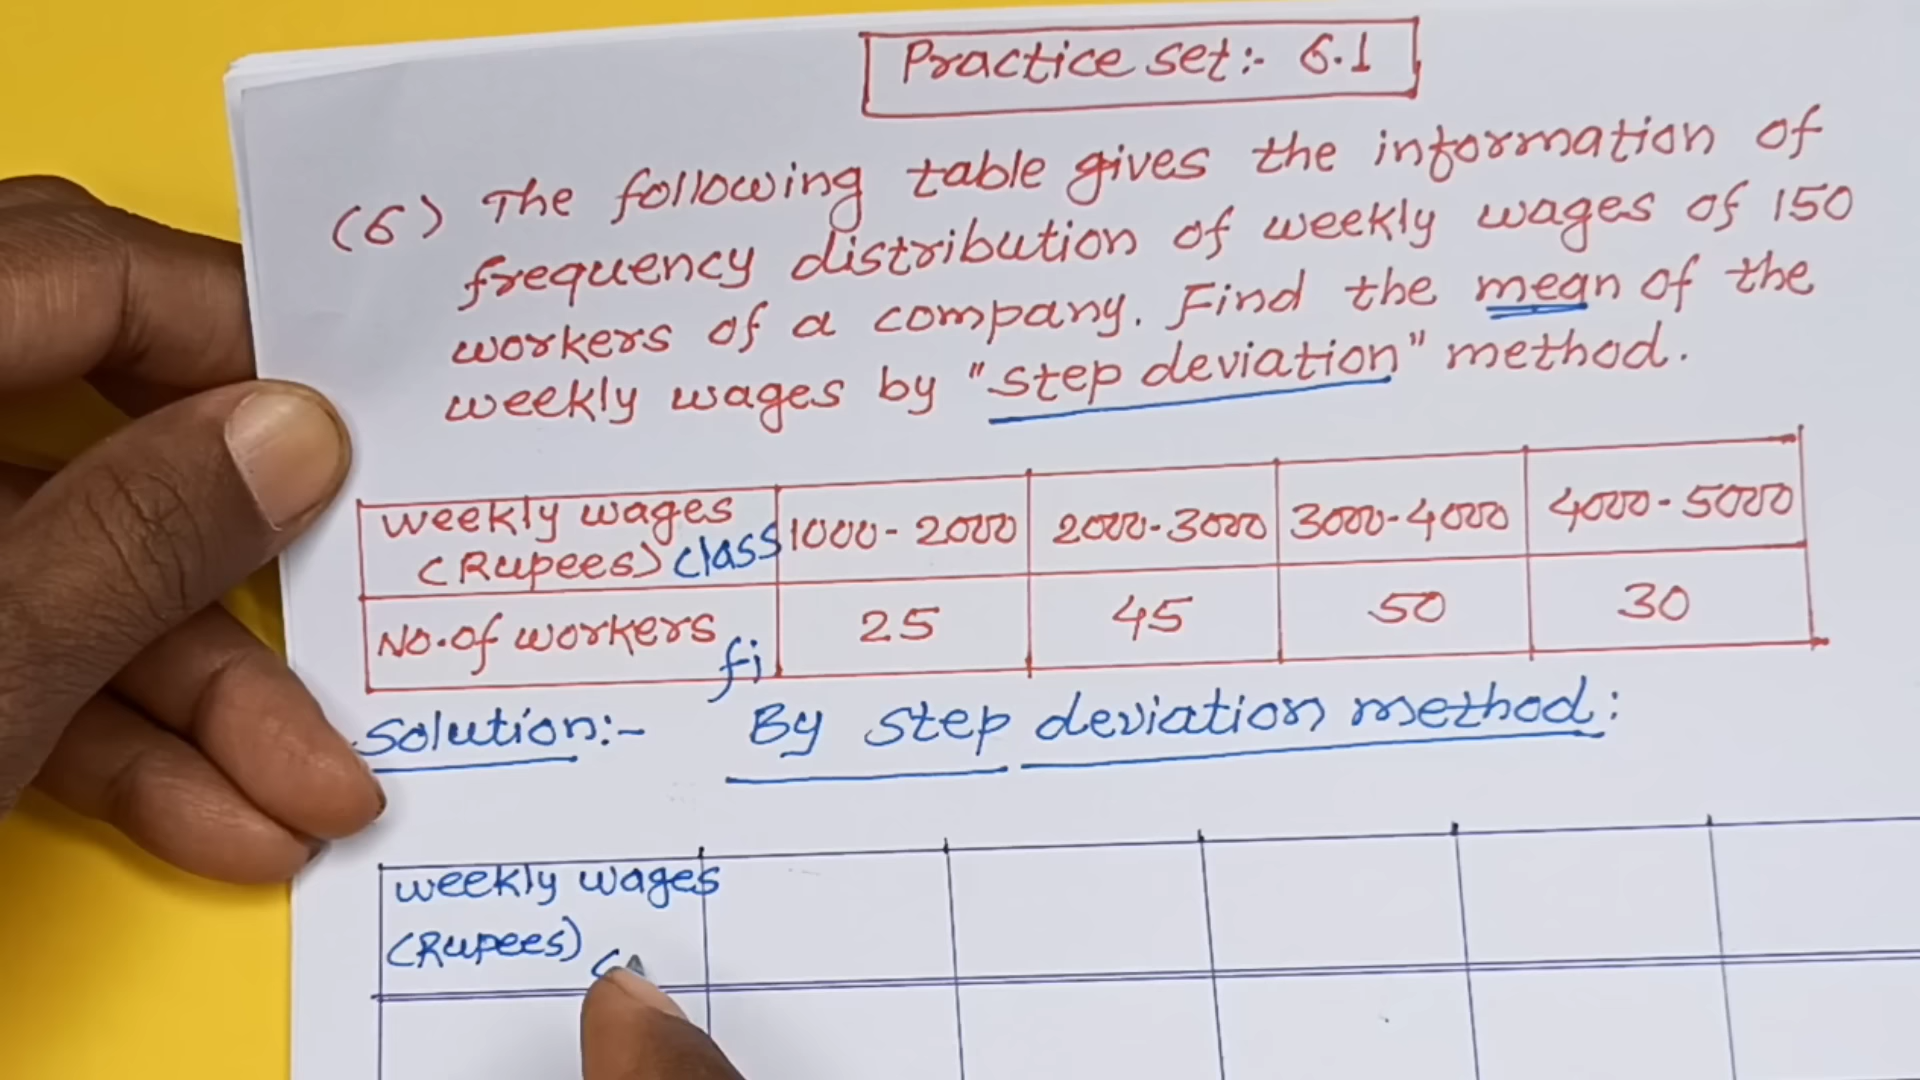 Practice set:- 6.1
(6) The following table gives the information of
frequency distribution of weekly wages of 150
workers of a company. Find the mean of the
weekly wages by "step deviation" method.
weekly wages (Rupees) class 1000-2000 2000-3000 3000-4000 4000-5000
No.of workers fi 25 45 50 30
Solution:- By step deviation method:
weekly wages
(Rupees)